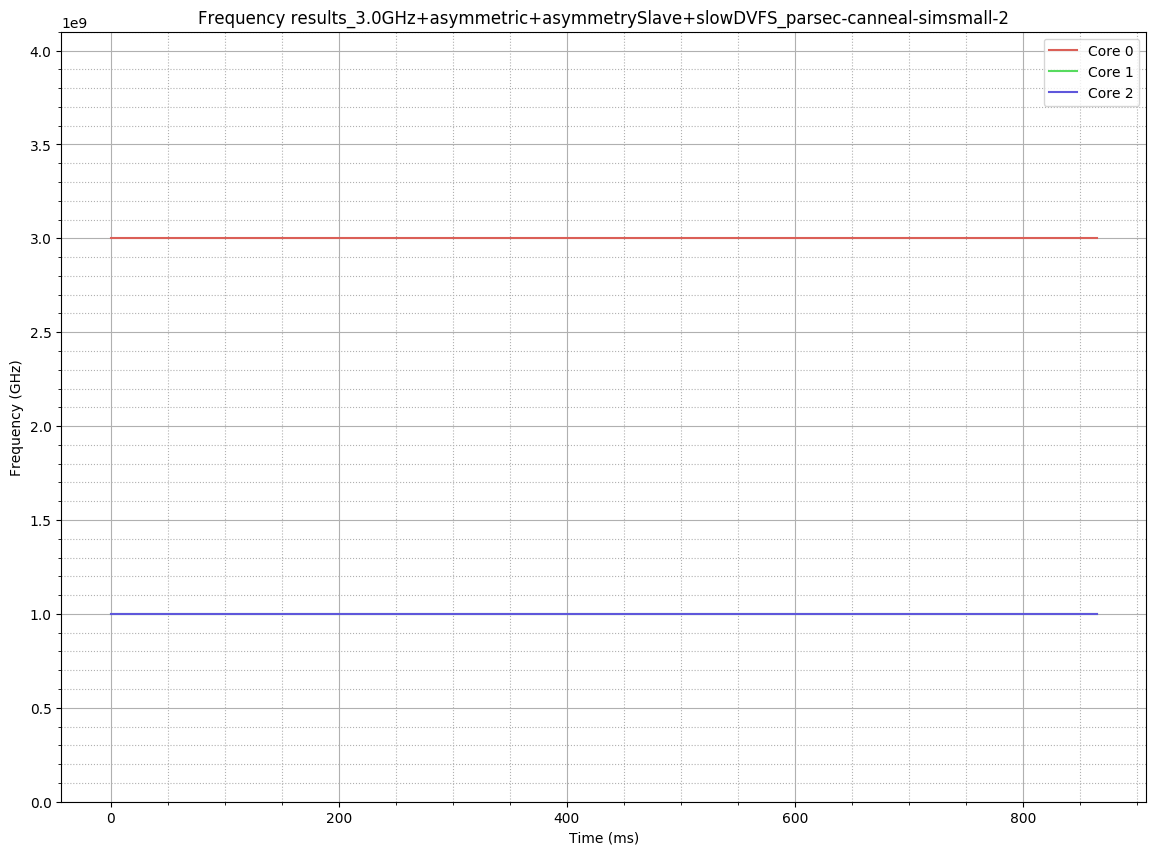 Frequency results_3.0GHz+asymmetric+asymmetrySlave+slowDVFS_parsec-canneal-simsmall-2
1e9
4.0
3.5
3.0
2.5
2.0
1.5
1.0
0.5
0.0
Frequency (GHz)
Core 0
Core 1
Core 2
0 200 400 600 800
Time (ms)